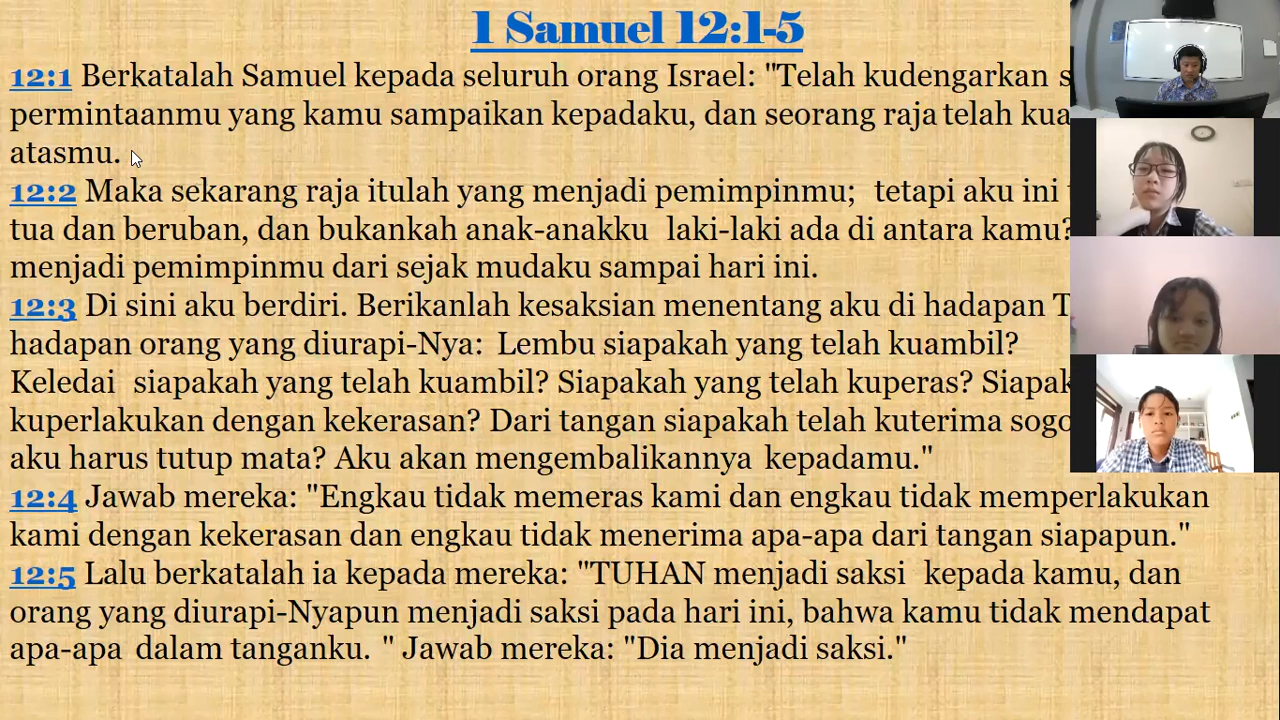 1 Samuel 12:1-5
12:1 Berkatalah Samuel kepada seluruh orang Israel: "Telah kudengarkan
permintaanmu yang kamu sampaikan kepadaku, dan seorang raja telah
atasmu.
12:2 Maka sekarang raja itulah yang menjadi pemimpinmu; tetapi aku ini
tua dan beruban, dan bukankah anak-anakku laki-laki ada di antara kamu?
menjadi pemimpinmu dari sejak mudaku sampai hari ini.
12:3 Di sini aku berdiri. Berikanlah kesaksian menentang aku di hadapan
hadapan orang yang diurapi-Nya: Lembu siapakah yang telah kuambil?
Keledai siapakah yang telah kuambil? Siapakah yang telah kuperas?
kuperlakukan dengan kekerasan? Dari tangan siapakah telah kuterima
aku harus tutup mata? Aku akan mengembalikannya kepadamu."
12:4 Jawab mereka: "Engkau tidak memeras kami dan engkau tidak memperlakukan
kami dengan kekerasan dan engkau tidak menerima apa-apa dari tangan siapapun."
12:5 Lalu berkatalah ia kepada mereka: "TUHAN menjadi saksi kepada kamu, dan
orang yang diurapi-Nyapun menjadi saksi pada hari ini, bahwa kamu tidak mendapat
apa-apa dalam tanganku. " Jawab mereka: "Dia menjadi saksi."